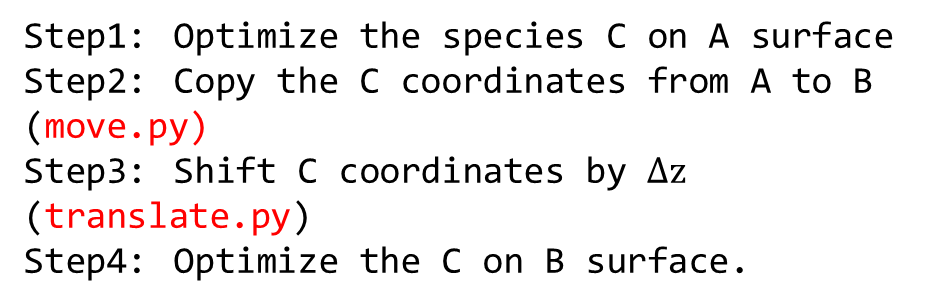 Step1: Optimize the species C on A surface
Step2: Copy the C coordinates from A to B
(move.py)
Step3: Shift C coordinates by Δz
(translate.py)
Step4: Optimize the C on B surface.